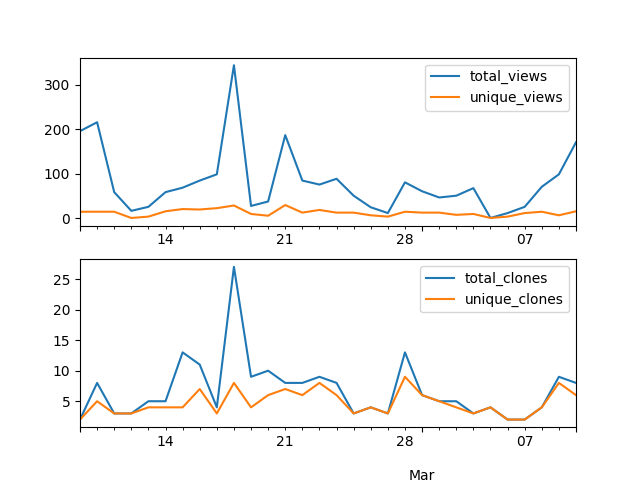 300
200
100
0
total_views
unique_views
14 21 28 07
25
20
15
10
5
total_clones
unique_clones
14 21 28 07
Mar